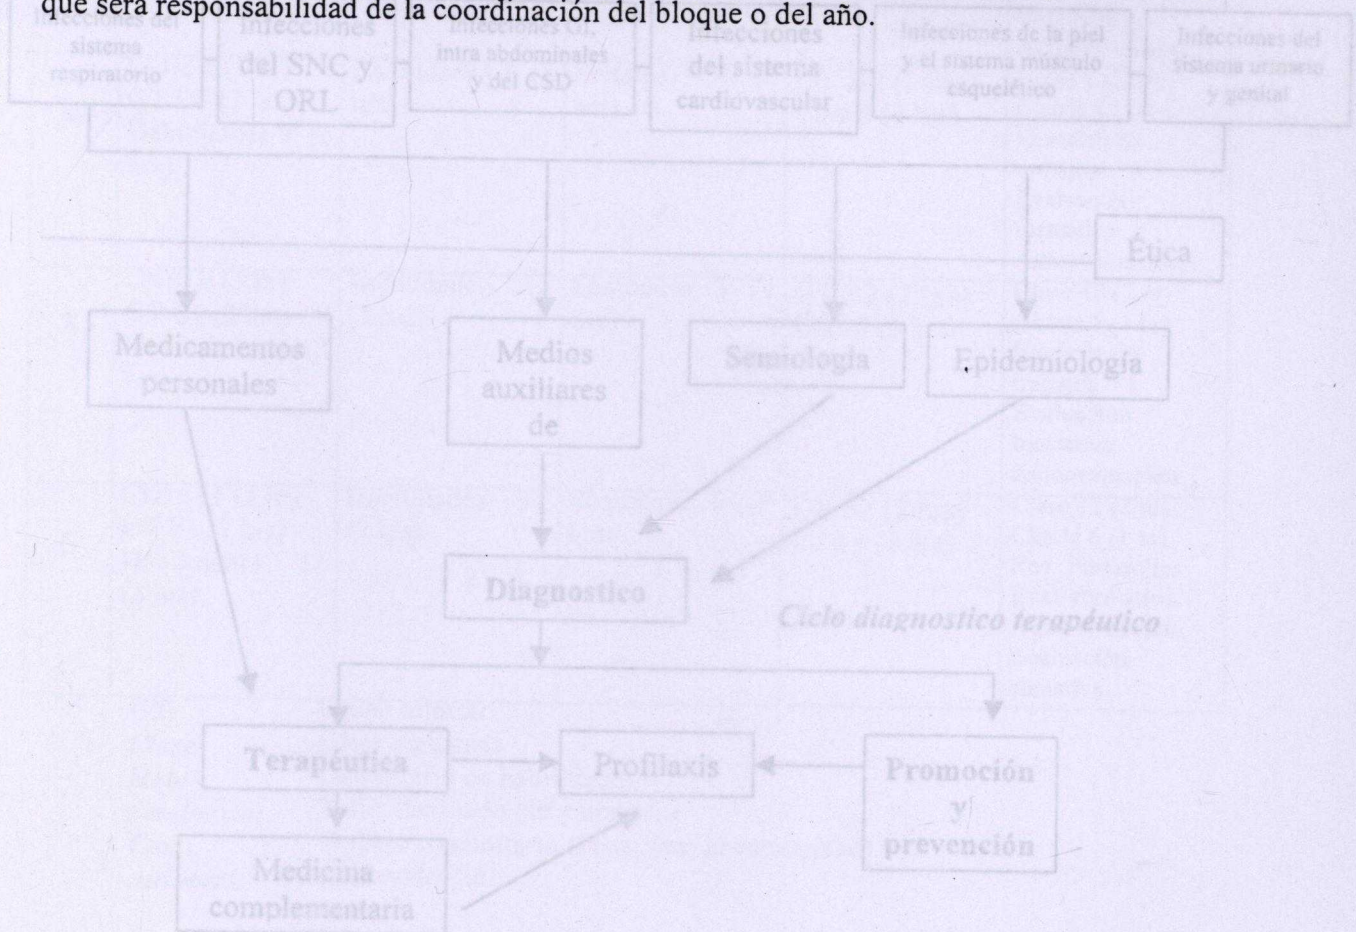 que será responsabilidad de la coordinación del bloque o del año.
Infecciones del
sistema
respiratorio
Infecciones
del SNC y
ORL
Infecciones GI,
intra abdominales
y del CSD
Infecciones
del sistema
cardiovascular
Infecciones de la piel
y el sistema músculo
esquelético
Infecciones del
sistema urinario
y genital
Ética
Medicamentos
personales
Medios
auxiliares
de
Semiología
Epidemiología
Diagnostico
Ciclo diagnostico terapéutico
Terapéutica
Profilaxis
Promoción
y
prevención
Medicina
complementaria